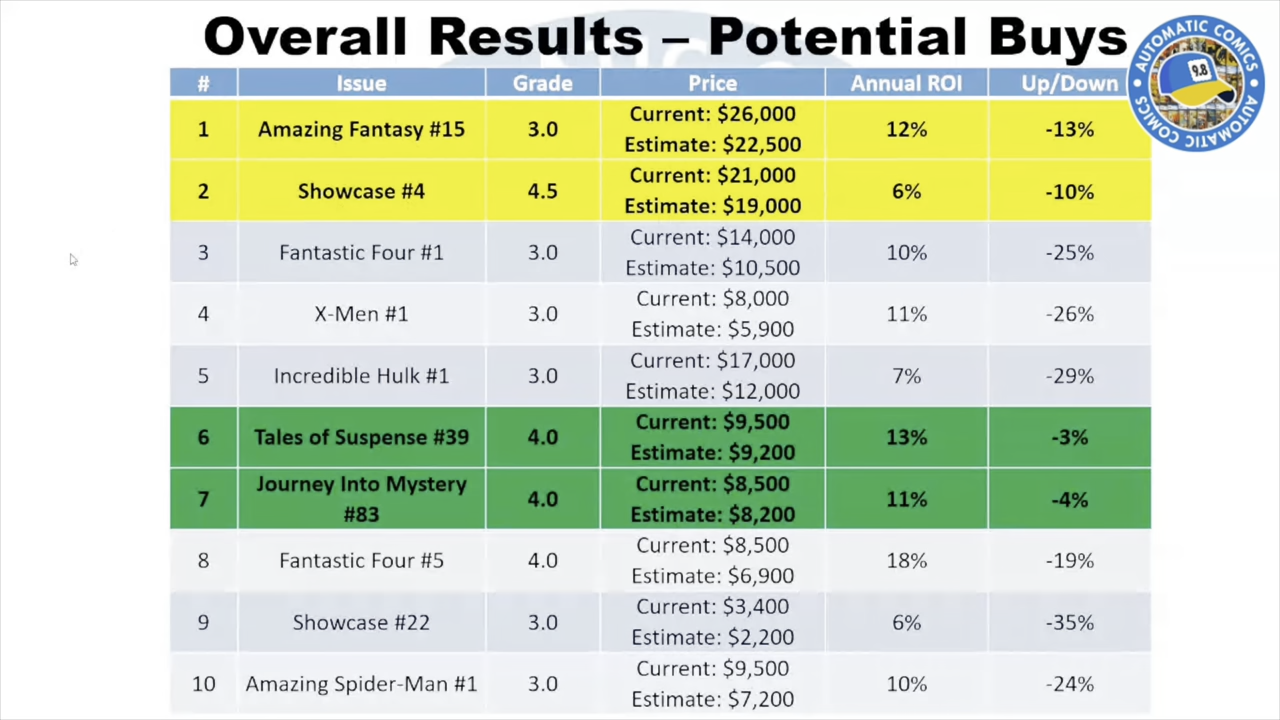 Overall Results – Potential Buys
AUTOMATIC COMICS
AUTOMATIC COMICS
9.8
# Issue Grade Price Annual ROI Up/Down
1 Amazing Fantasy #15 3.0 Current: $26,000 12% -13%
Estimate: $22,500
2 Showcase #4 4.5 Current: $21,000 6% -10%
Estimate: $19,000
3 Fantastic Four #1 3.0 Current: $14,000 10% -25%
Estimate: $10,500
4 X-Men #1 3.0 Current: $8,000 11% -26%
Estimate: $5,900
5 Incredible Hulk #1 3.0 Current: $17,000 7% -29%
Estimate: $12,000
6 Tales of Suspense #39 4.0 Current: $9,500 13% -3%
Estimate: $9,200
7 Journey Into Mystery #83 4.0 Current: $8,500 11% -4%
Estimate: $8,200
8 Fantastic Four #5 4.0 Current: $8,500 18% -19%
Estimate: $6,900
9 Showcase #22 3.0 Current: $3,400 6% -35%
Estimate: $2,200
10 Amazing Spider-Man #1 3.0 Current: $9,500 10% -24%
Estimate: $7,200